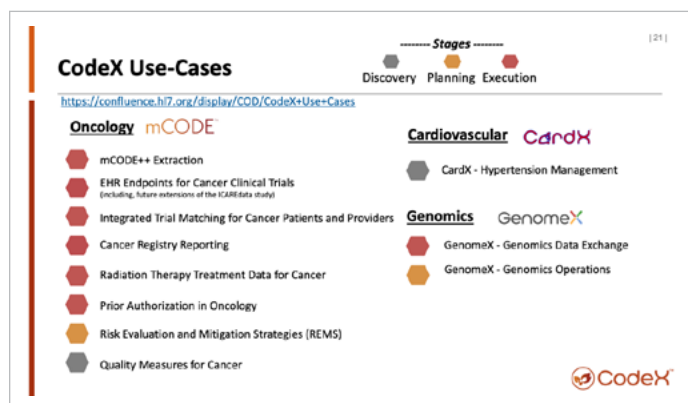 | 21 |
CodeX Use-Cases
-------- Stages --------
Discovery Planning Execution
https://confluence.hl7.org/display/COD/CodeX+Use+Cases
Oncology mCODE™
mCODE++ Extraction
EHR Endpoints for Cancer Clinical Trials
(including, future extensions of the ICAREdata study)
Integrated Trial Matching for Cancer Patients and Providers
Cancer Registry Reporting
Radiation Therapy Treatment Data for Cancer
Prior Authorization in Oncology
Risk Evaluation and Mitigation Strategies (REMS)
Quality Measures for Cancer
Cardiovascular CardX
CardX - Hypertension Management
Genomics GenomeX
GenomeX - Genomics Data Exchange
GenomeX - Genomics Operations
CodeX